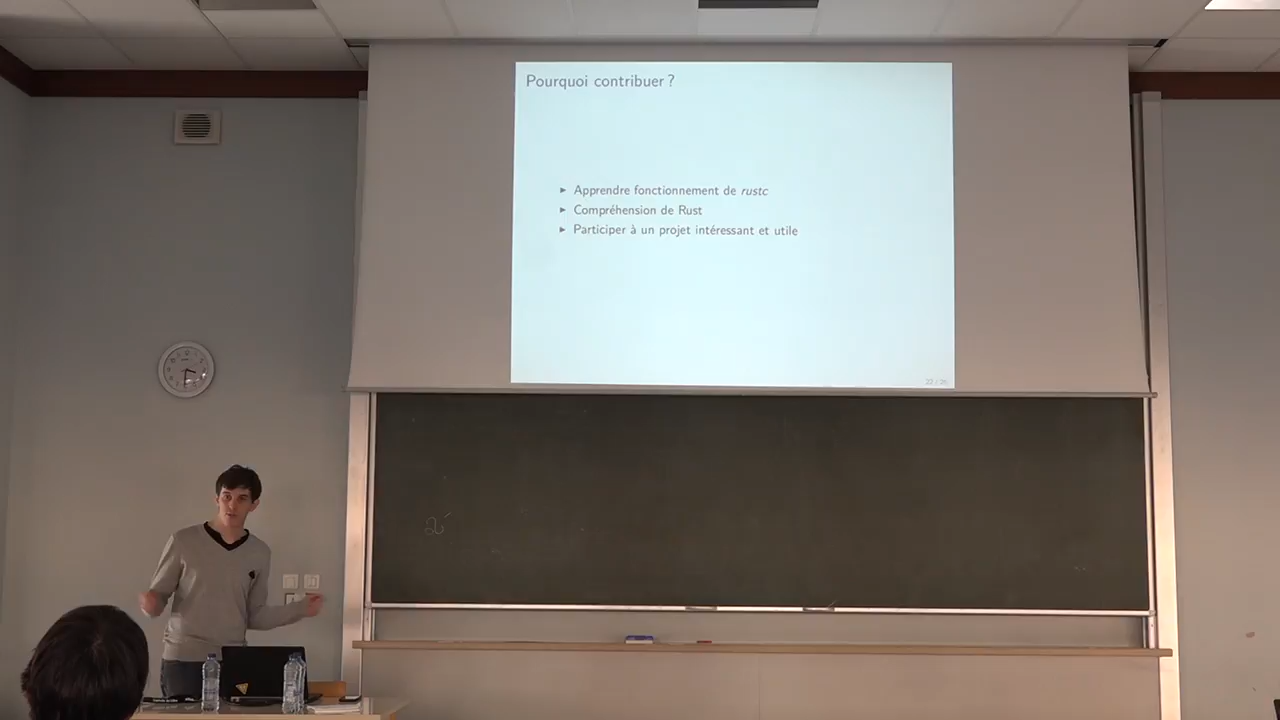 Pourquoi contribuer ?
► Apprendre fonctionnement de rustc
► Compréhension de Rust
► Participer à un projet intéressant et utile